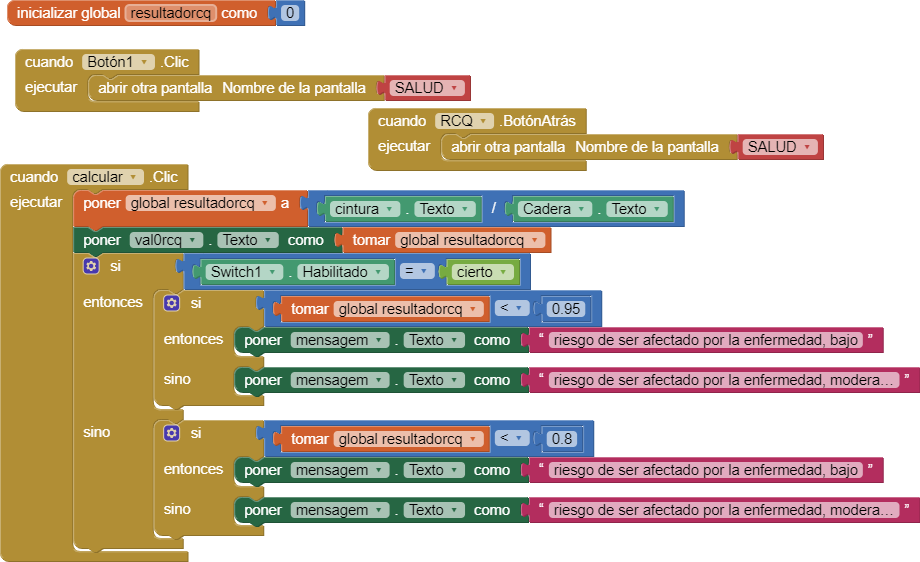 inicializar global resultadorcq como 0
cuando Botón1 .Clic
ejecutar abrir otra pantalla Nombre de la pantalla SALUD
cuando RCQ .BotónAtrás
ejecutar abrir otra pantalla Nombre de la pantalla SALUD
cuando calcular .Clic
ejecutar poner global resultadorcq a cintura . Texto / Cadera . Texto
poner val0rcq . Texto como tomar global resultadorcq
si Switch1 . Habilitado = cierto
entonces si tomar global resultadorcq < 0.95
entonces poner mensagem . Texto como “ riesgo de ser afectado por la enfermedad, bajo ”
sino poner mensagem . Texto como “ riesgo de ser afectado por la enfermedad, modera... ”
sino si tomar global resultadorcq < 0.8
entonces poner mensagem . Texto como “ riesgo de ser afectado por la enfermedad, bajo ”
sino poner mensagem . Texto como “ riesgo de ser afectado por la enfermedad, modera... ”